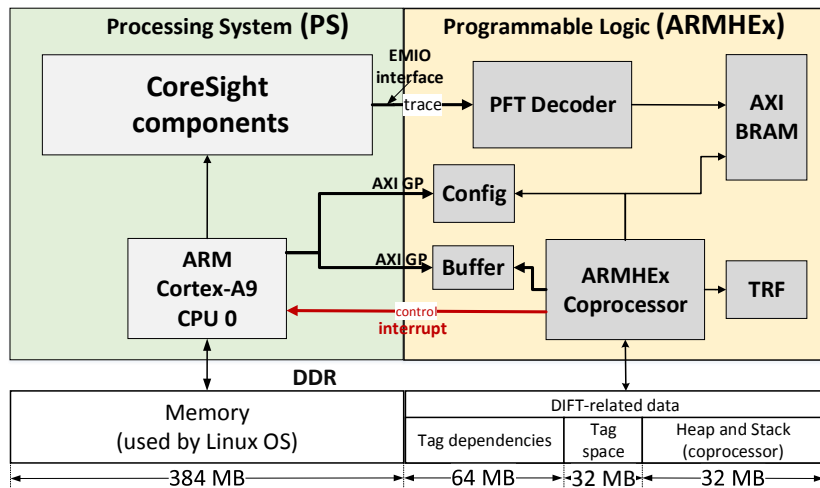 Processing System (PS)
Programmable Logic (ARMHEx)
EMIO
interface
CoreSight
components
trace
PFT Decoder
AXI
BRAM
AXI GP
Config
ARM
Cortex-A9
CPU 0
AXI GP
Buffer
ARMHEx
Coprocessor
TRF
control
interrupt
DDR
Memory
(used by Linux OS)
DIFT-related data
Tag dependencies
Tag
space
Heap and Stack
(coprocessor)
384 MB
64 MB
32 MB
32 MB